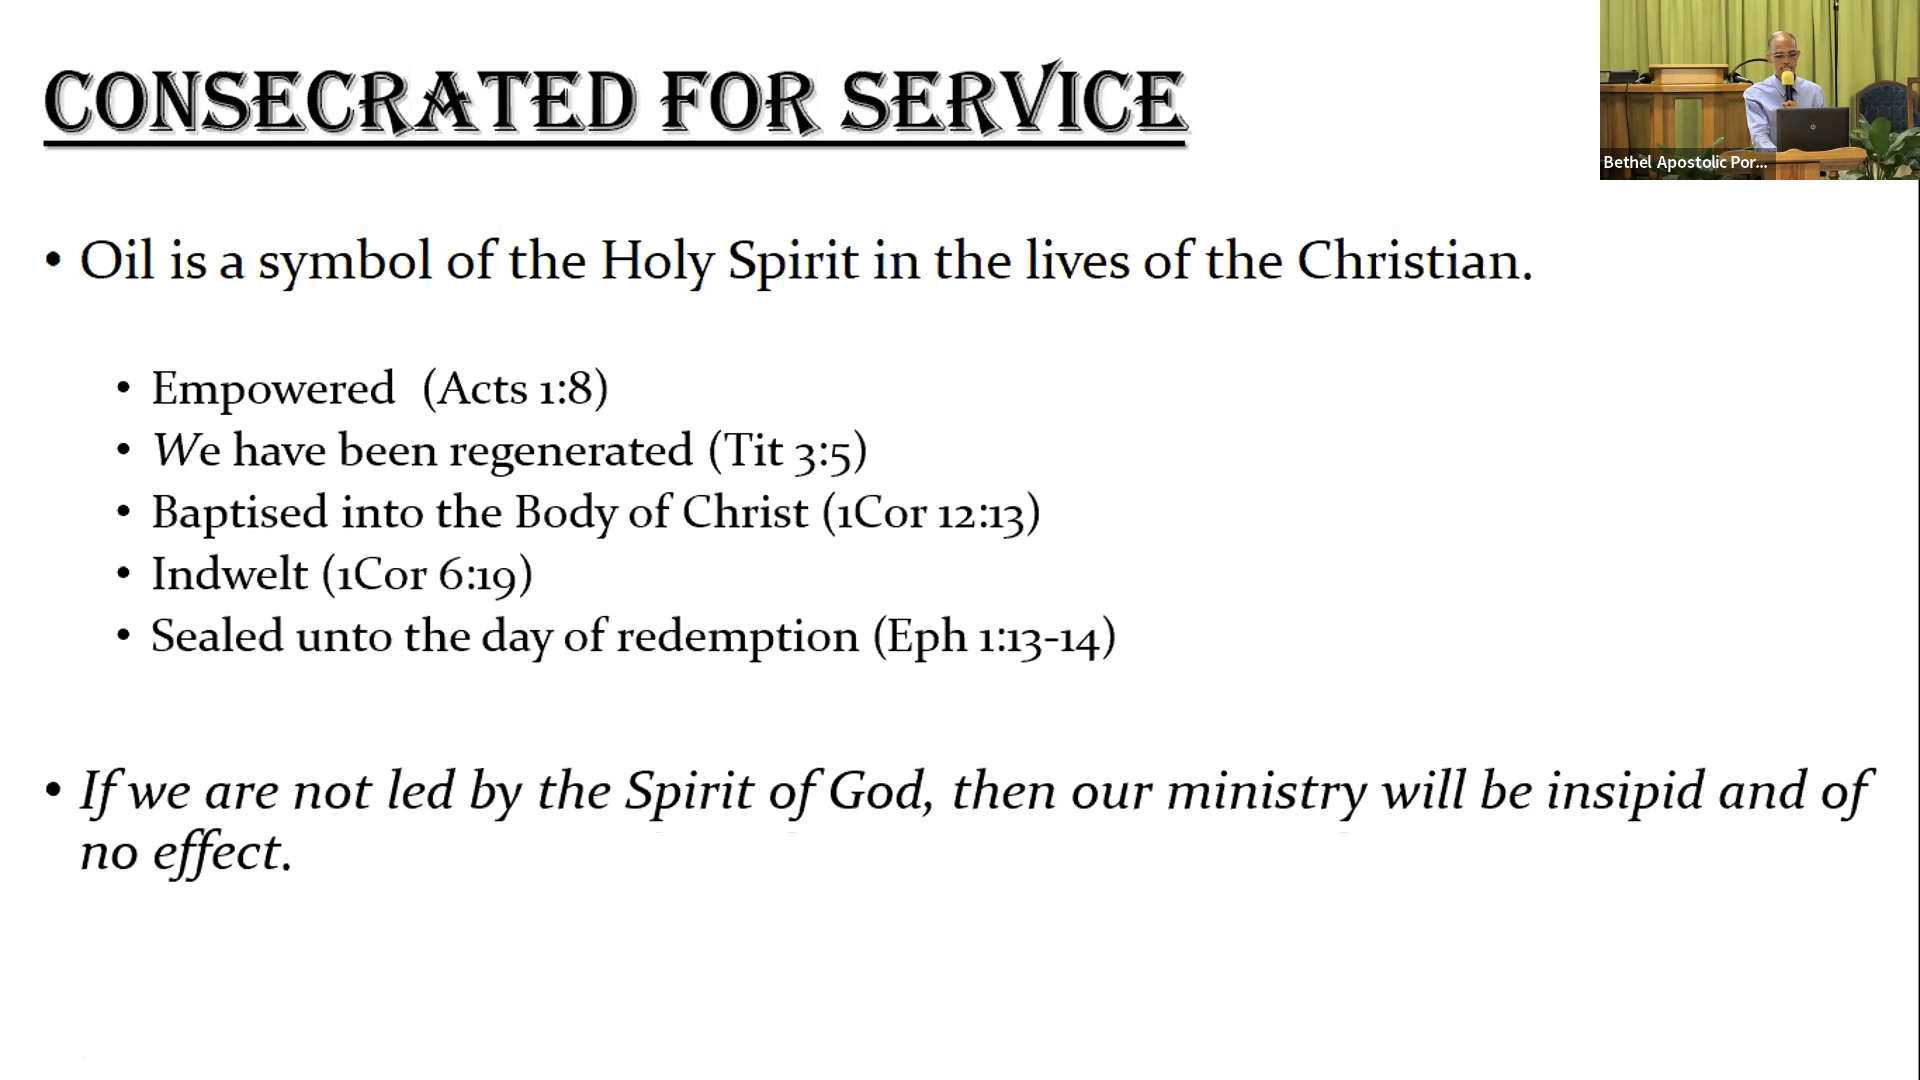 CONSECRATED FOR SERVICE
Bethel Apostolic Por...
• Oil is a symbol of the Holy Spirit in the lives of the Christian.
• Empowered  (Acts 1:8)
• We have been regenerated (Tit 3:5)
• Baptised into the Body of Christ (1Cor 12:13)
• Indwelt (1Cor 6:19)
• Sealed unto the day of redemption (Eph 1:13-14)
• If we are not led by the Spirit of God, then our ministry will be insipid and of
no effect.